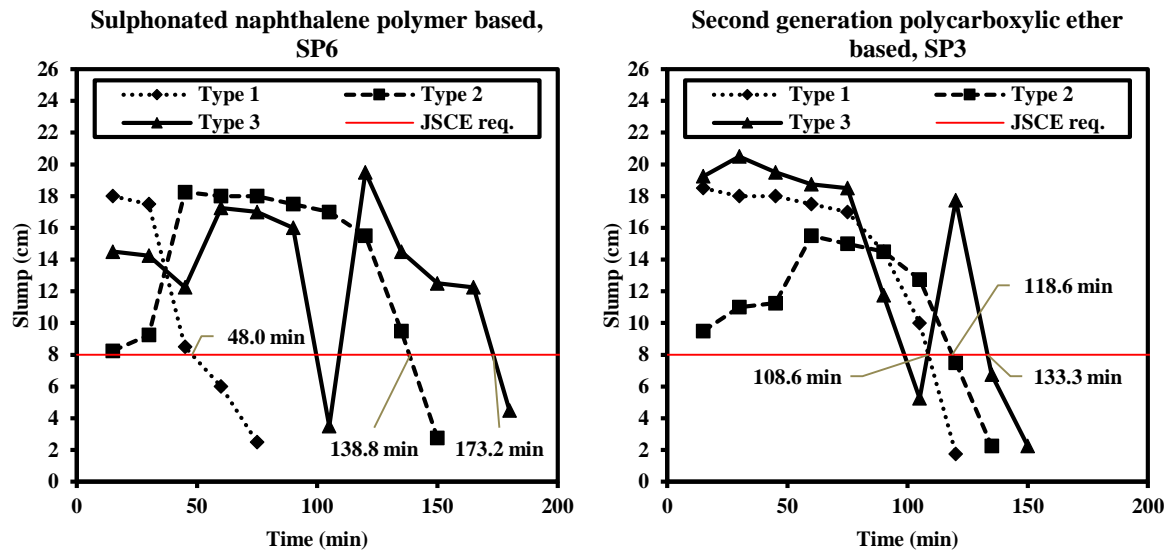 Sulphonated naphthalene polymer based,
SP6
26
24
22
20
18
16
14
12
10
8
6
4
2
0
Slump (cm)
Type 1
Type 2
Type 3
JSCE req.
48.0 min
138.8 min
173.2 min
0
50
100
150
200
Time (min)
Second generation polycarboxylic ether
based, SP3
26
24
22
20
18
16
14
12
10
8
6
4
2
0
Slump (cm)
Type 1
Type 2
Type 3
JSCE req.
118.6 min
108.6 min
133.3 min
0
50
100
150
200
Time (min)